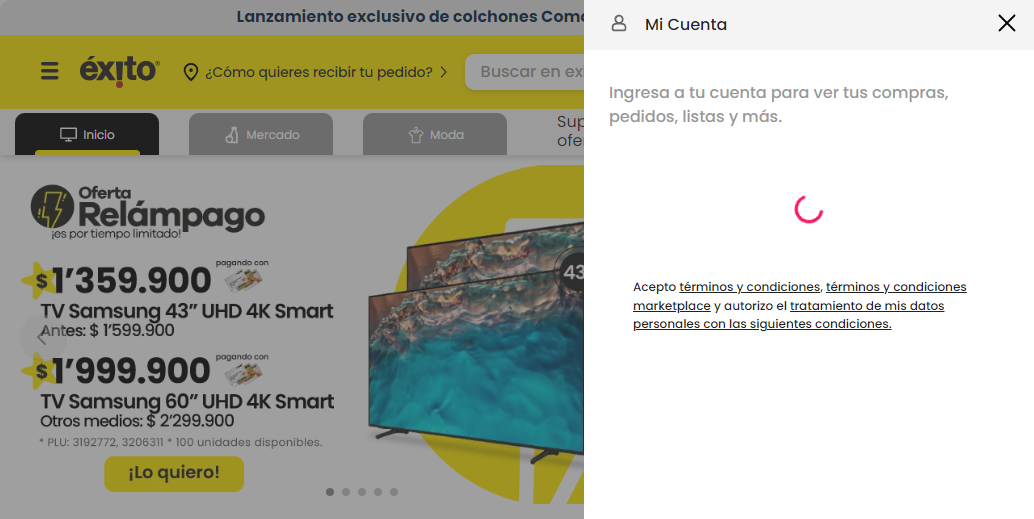 Lanzamiento exclusivo de colchones Como
Mi Cuenta
éxito
¿Cómo quieres recibir tu pedido?
Buscar en ex
Ingresa a tu cuenta para ver tus compras,
pedidos, listas y más.
Inicio
Mercado
Moda
Sup
ofer
Oferta
Relámpago
¡es por tiempo limitado!
pagando con
$1'359.900
TV Samsung 43” UHD 4K Smart
Antes: $ 1'599.900
43
pagando con
$1'999.900
TV Samsung 60” UHD 4K Smart
Otros medios: $ 2'299.900
* PLU: 3192772, 3206311 * 100 unidades disponibles.
¡Lo quiero!
Acepto términos y condiciones, términos y condiciones
marketplace y autorizo el tratamiento de mis datos
personales con las siguientes condiciones.